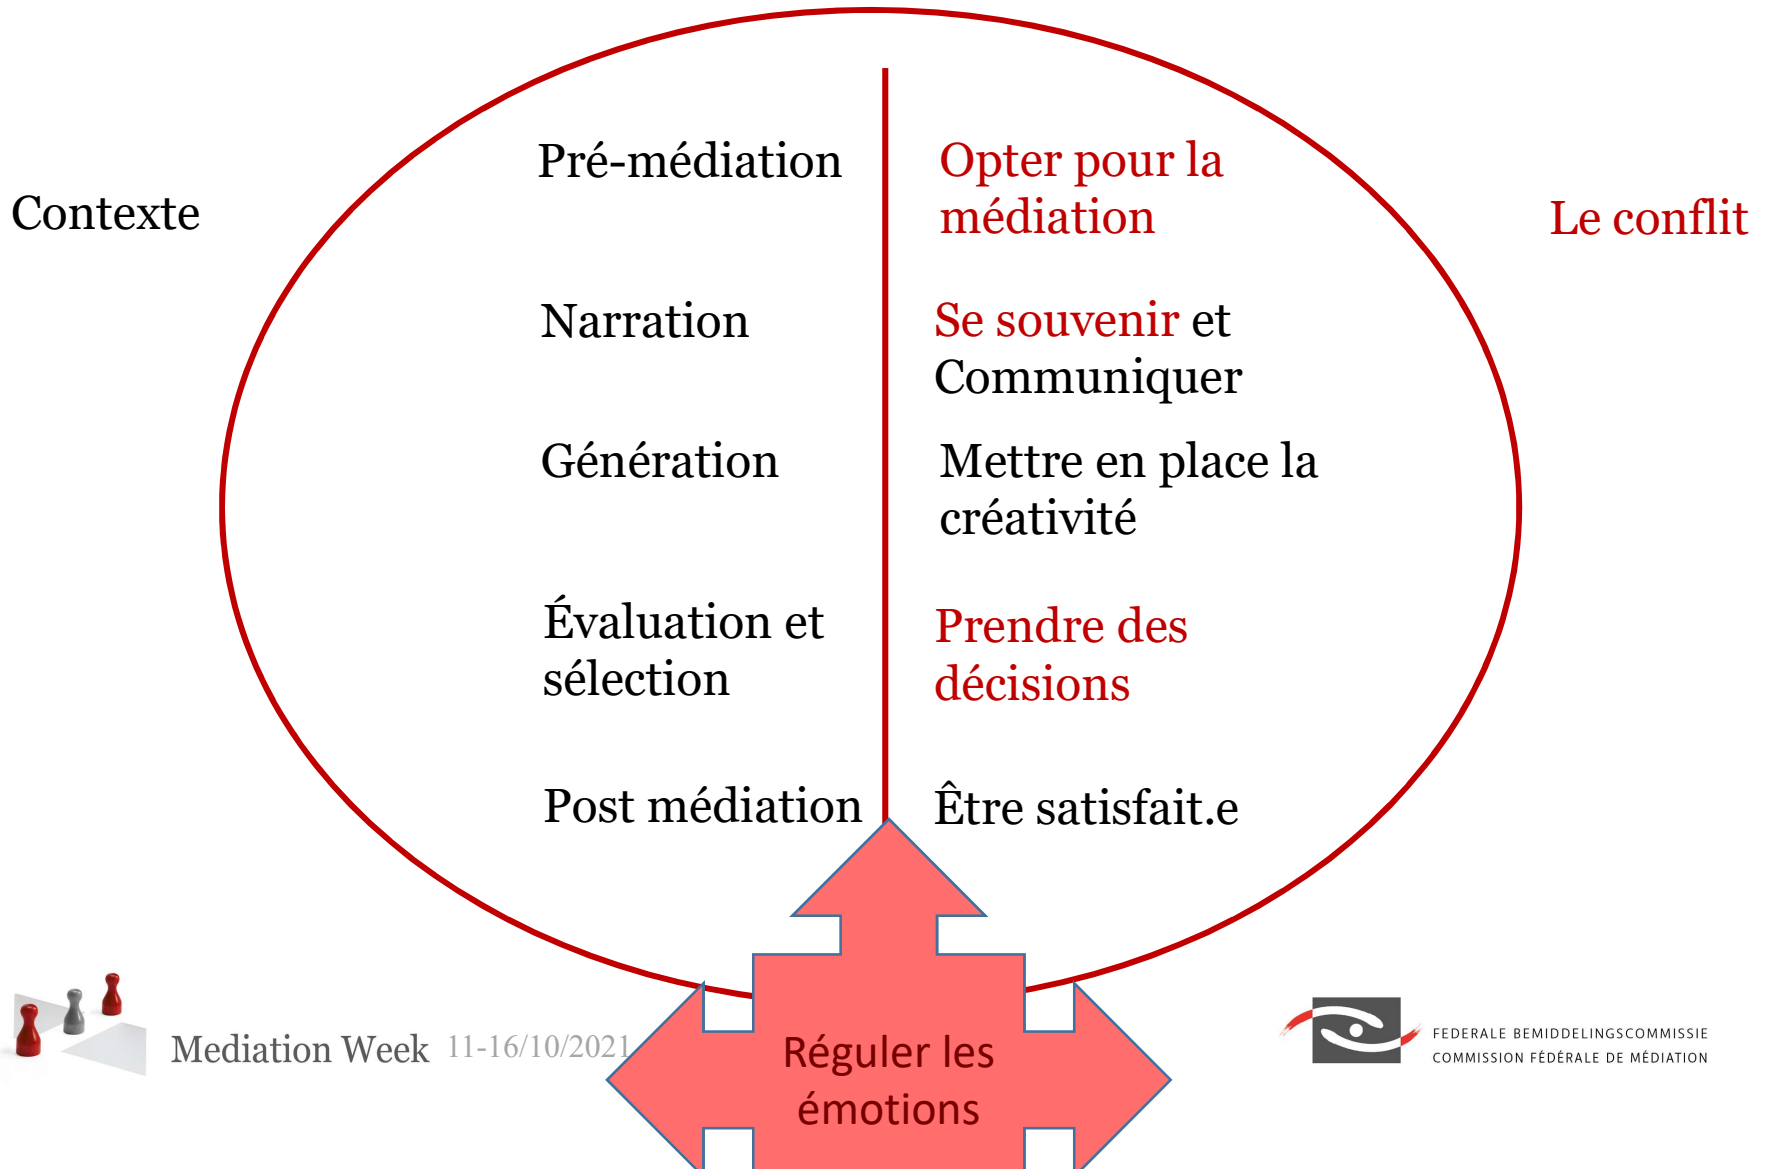 Contexte
Pré-médiation
Opter pour la
médiation
Le conflit
Narration
Se souvenir et
Communiquer
Génération
Mettre en place la
créativité
Évaluation et
sélection
Prendre des
décisions
Post médiation
Être satisfait.e
Réguler les
émotions
Mediation Week 11-16/10/2021
FEDERALE BEMIDDELINGSCOMMISSIE
COMMISSION FÉDÉRALE DE MÉDIATION